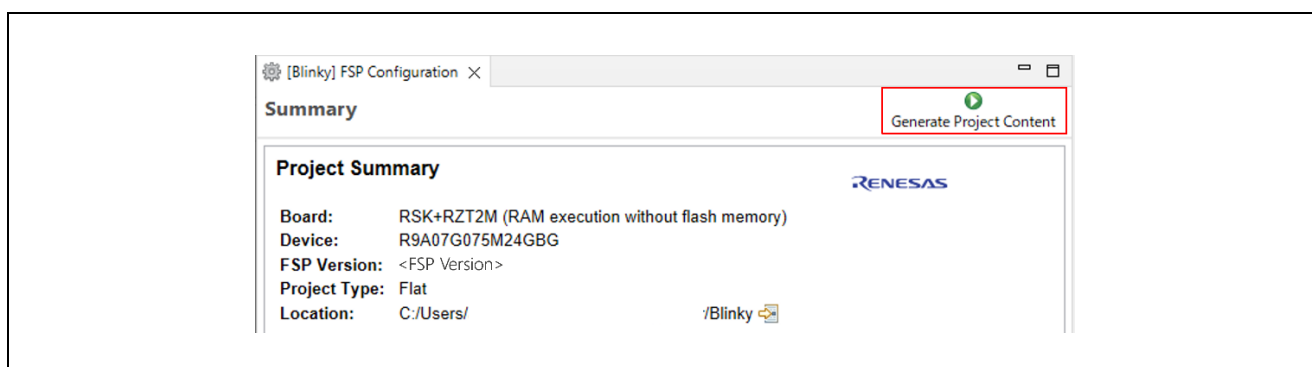 [Blinky] FSP Configuration
Summary
Generate Project Content
Project Summary
RENESAS
Board: RSK+RZT2M (RAM execution without flash memory)
Device: R9A07G075M24GBG
FSP Version: <FSP Version>
Project Type: Flat
Location: C:/Users/ /Blinky